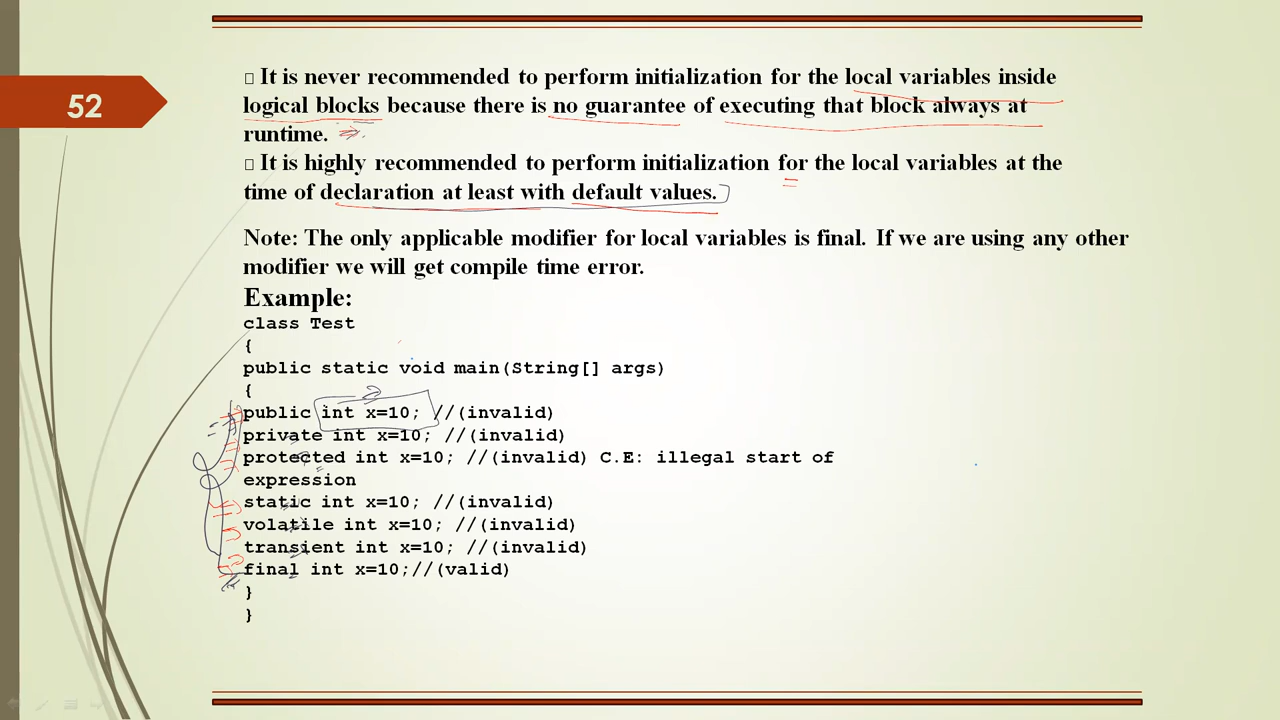 52
It is never recommended to perform initialization for the local variables inside
logical blocks because there is no guarantee of executing that block always at
runtime.
It is highly recommended to perform initialization for the local variables at the
time of declaration at least with default values.
Note: The only applicable modifier for local variables is final. If we are using any other
modifier we will get compile time error.
Example:
class Test
{
public static void main(String[] args)
{
public int x=10; //(invalid)
private int x=10; //(invalid)
protected int x=10; //(invalid) C.E: illegal start of
expression
static int x=10; //(invalid)
volatile int x=10; //(invalid)
transient int x=10; //(invalid)
final int x=10;//(valid)
}
}